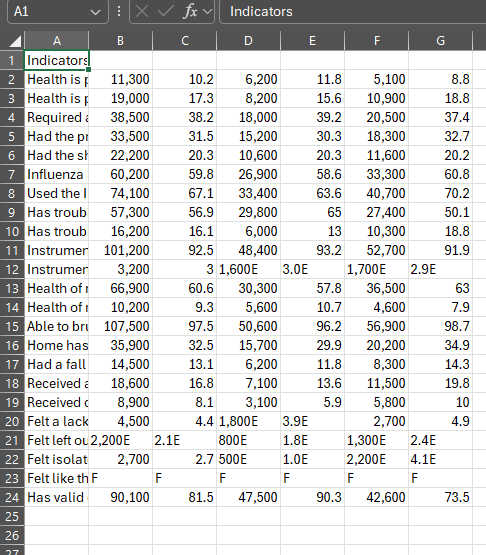 A1 fx Indicators
A B C D E F G
1 Indicators
2 Health is 11,300 10.2 6,200 11.8 5,100 8.8
3 Health is 19,000 17.3 8,200 15.6 10,900 18.8
4 Required 38,500 38.2 18,000 39.2 20,500 37.4
5 Had the pr 33,500 31.5 15,200 30.3 18,300 32.7
6 Had the sh 22,200 20.3 10,600 20.3 11,600 20.2
7 Influenza 60,200 59.8 26,900 58.6 33,300 60.8
8 Used the I 74,100 67.1 33,400 63.6 40,700 70.2
9 Has troub 57,300 56.9 29,800 65 27,400 50.1
10 Has troub 16,200 16.1 6,000 13 10,300 18.8
11 Instrumen 101,200 92.5 48,400 93.2 52,700 91.9
12 Instrumen 3,200 3 1,600E 3.0E 1,700E 2.9E
13 Health of r 66,900 60.6 30,300 57.8 36,500 63
14 Health of r 10,200 9.3 5,600 10.7 4,600 7.9
15 Able to bru 107,500 97.5 50,600 96.2 56,900 98.7
16 Home has 35,900 32.5 15,700 29.9 20,200 34.9
17 Had a fall 14,500 13.1 6,200 11.8 8,300 14.3
18 Received 18,600 16.8 7,100 13.6 11,500 19.8
19 Received 8,900 8.1 3,100 5.9 5,800 10
20 Felt a lack 4,500 4.4 1,800E 3.9E 2,700 4.9
21 Felt left ou 2,200E 2.1E 800E 1.8E 1,300E 2.4E
22 Felt isolat 2,700 2.7 500E 1.0E 2,200E 4.1E
23 Felt like th F F F F F F
24 Has valid 90,100 81.5 47,500 90.3 42,600 73.5
25
26
27